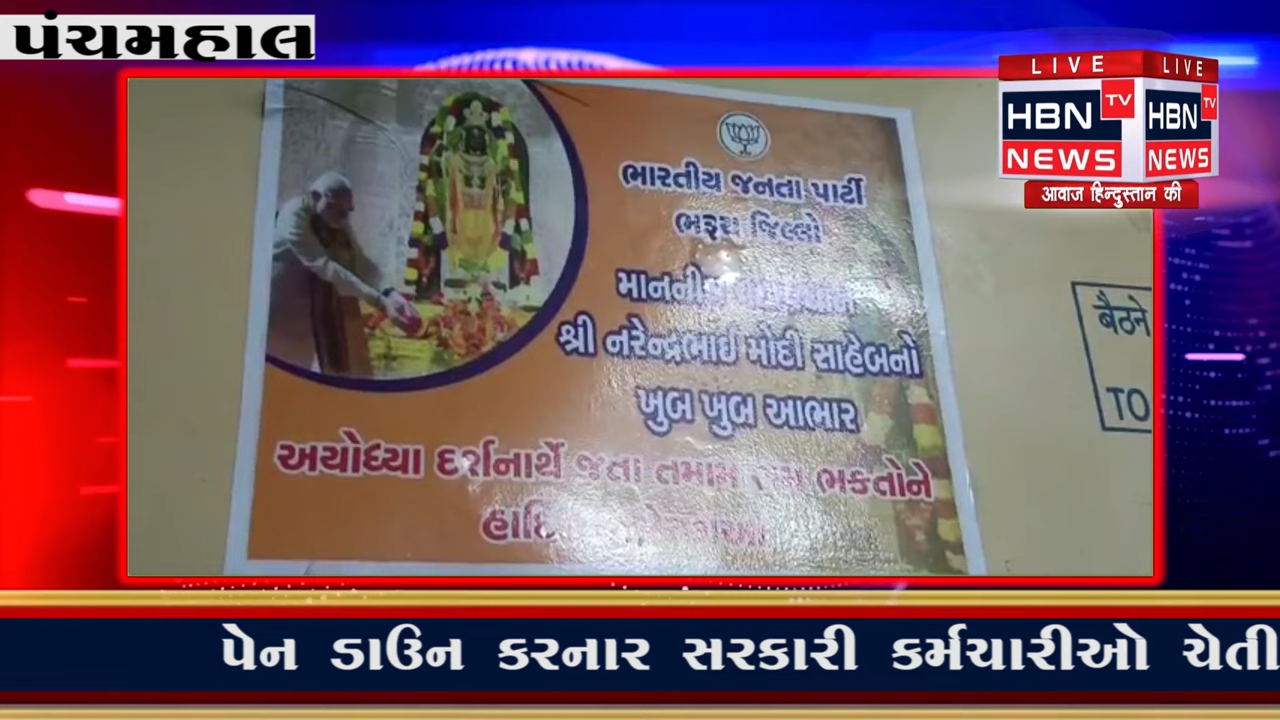 પંચમહાલ
LIVE
LIVE
HBN TV
NEWS
HBN TV
NEWS
आवाज हिन्दुस्तान की
ભારતીય જનતા પાર્ટી
ભરૂચ જિલ્લો
શ્રી નરેન્દ્રભાઈ મોદી સાહેબનો
ખુબ ખુબ આભાર
અયોધ્યા દર્શનાર્થે જતા તમામ રામ ભકતોને
बैठने
TO
પેન ડાઉન કરનાર સરકારી કર્મચારીઓ ચેતી